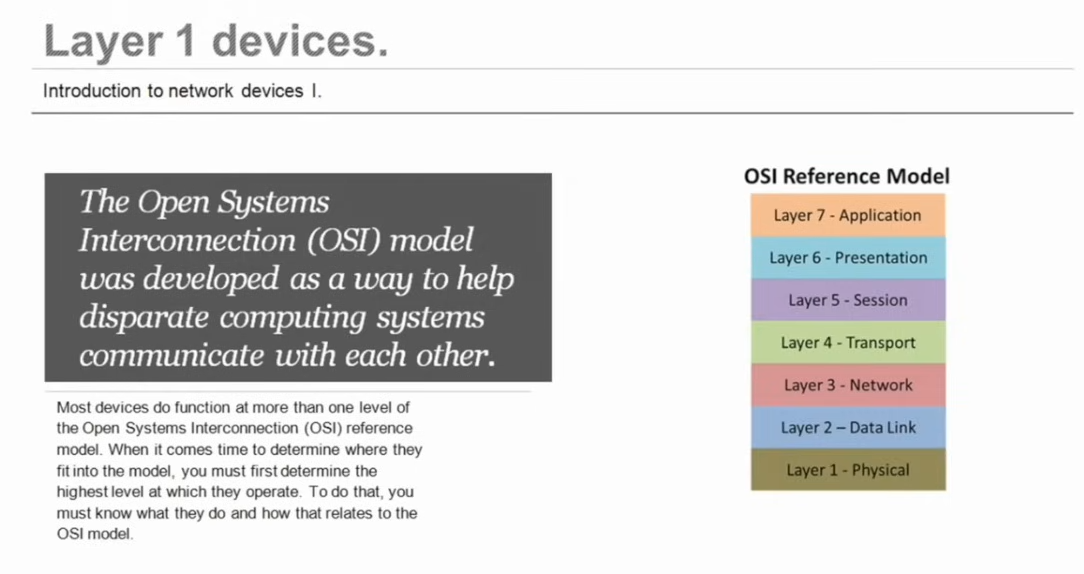 Layer 1 devices.
Introduction to network devices I.
The Open Systems
Interconnection (OSI) model
was developed as a way to help
disparate computing systems
communicate with each other.
Most devices do function at more than one level of
the Open Systems Interconnection (OSI) reference
model. When it comes time to determine where they
fit into the model, you must first determine the
highest level at which they operate. To do that, you
must know what they do and how that relates to the
OSI model.
OSI Reference Model
Layer 7 - Application
Layer 6 - Presentation
Layer 5 - Session
Layer 4 - Transport
Layer 3 - Network
Layer 2 – Data Link
Layer 1 - Physical